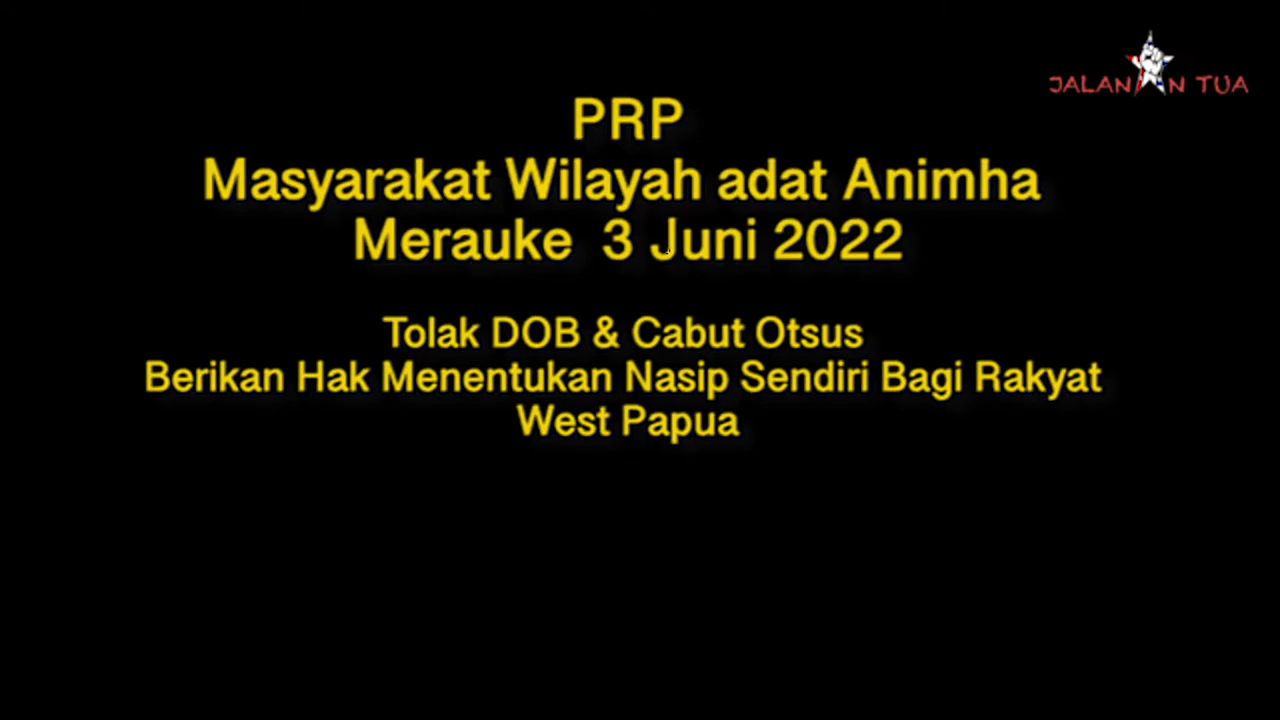 JALANAN TUA
PRP
Masyarakat Wilayah adat Animha
Merauke 3 Juni 2022
Tolak DOB & Cabut Otsus
Berikan Hak Menentukan Nasip Sendiri Bagi Rakyat
West Papua